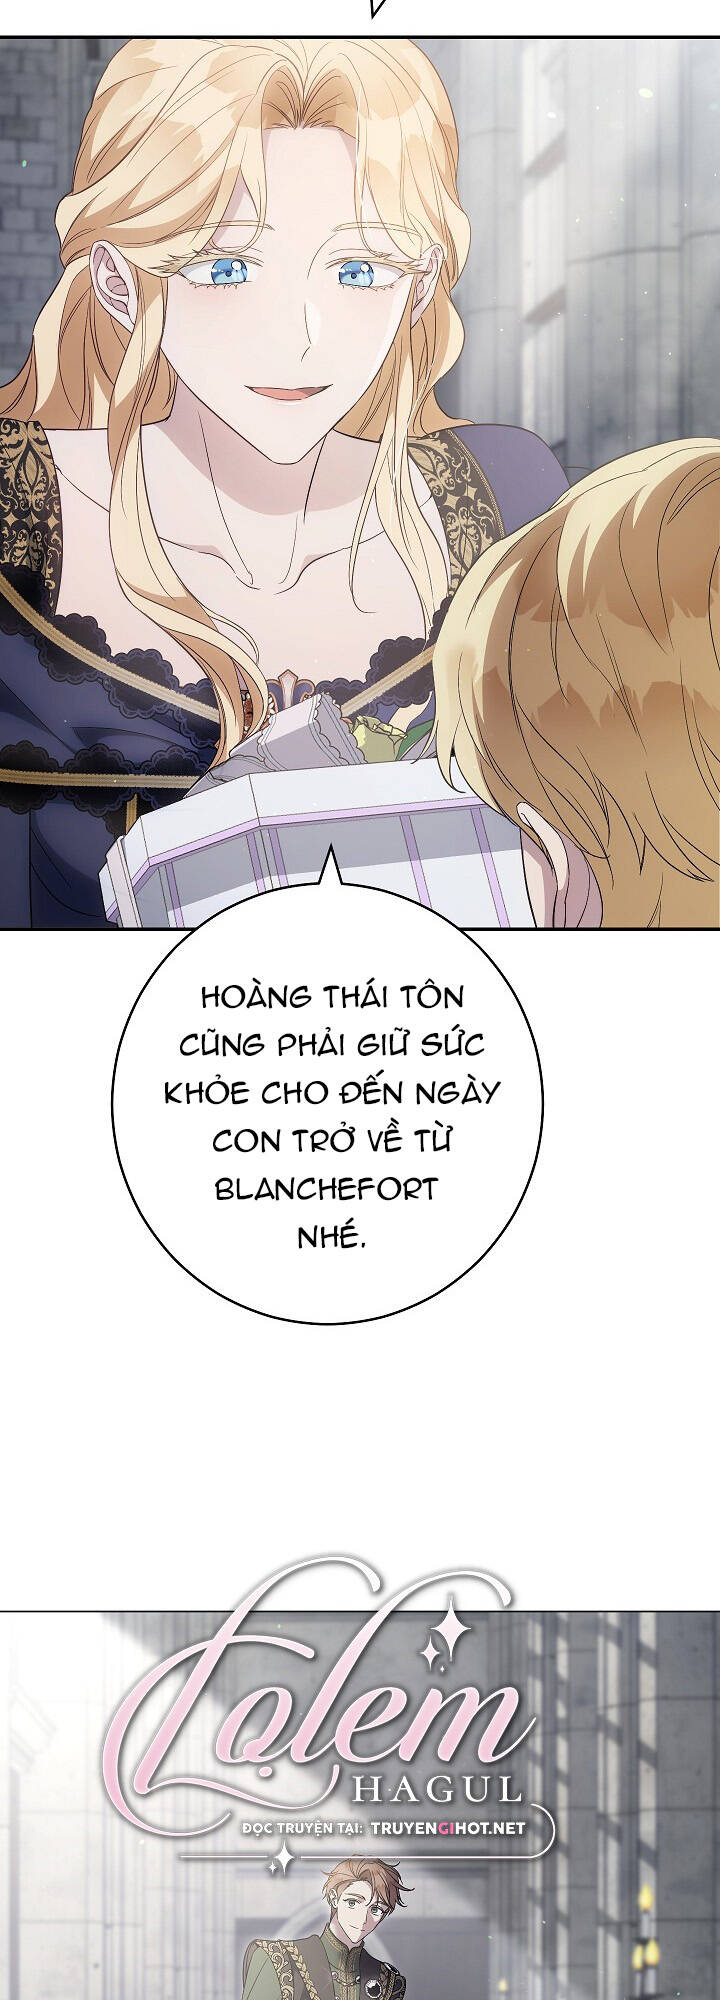 HOÀNG THÁI TÔN
CŨNG PHẢI GIỮ SỨC
KHỎE CHO ĐẾN NGÀY
CON TRỞ VỀ TỪ
BLANCHEFORT
NHÉ.
Lọlem
HAGUL
ĐỌC TRUYỆN TẠI: TRUYENGIHOT.NET